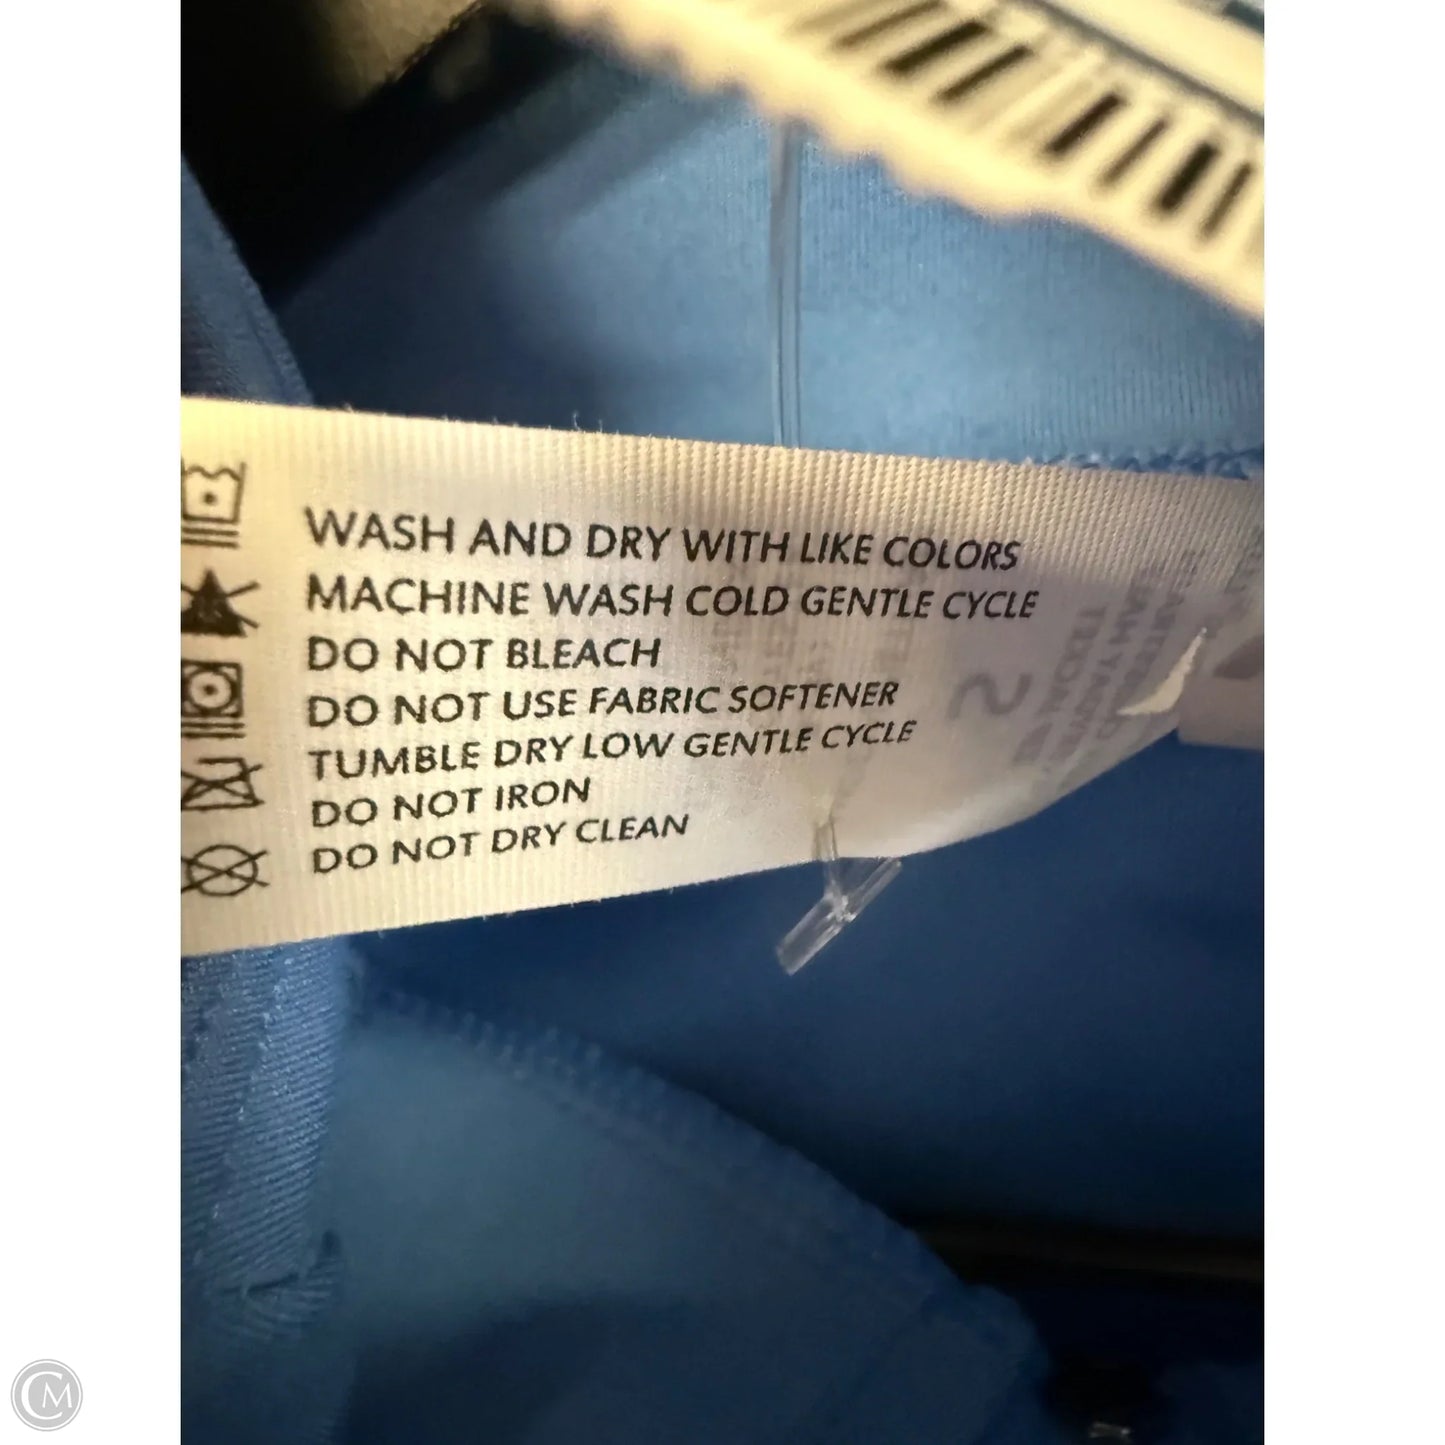 WASH AND DRY WITH LIKE COLORS
MACHINE WASH COLD GENTLE CYCLE
DO NOT BLEACH
DO NOT USE FABRIC SOFTENER
TUMBLE DRY LOW GENTLE CYCLE
DO NOT IRON
DO NOT DRY CLEAN
CM